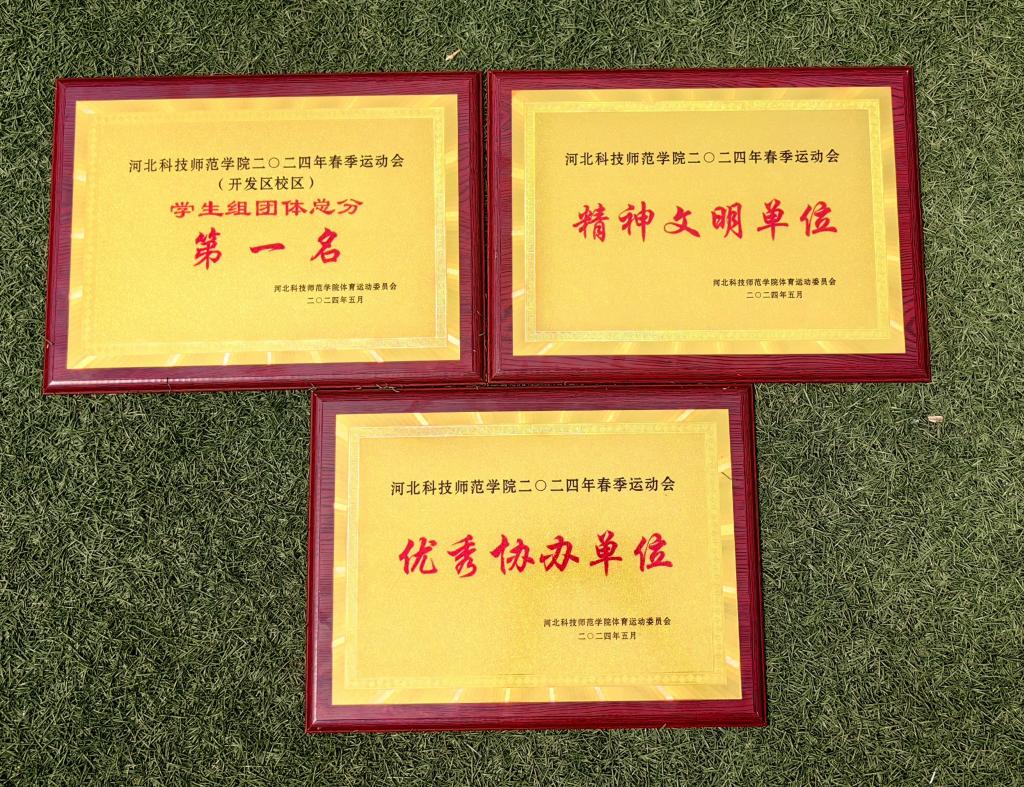 河北科技师范学院二〇二四年春季运动会
（开发区校区）
学生组团体总分
第一名
河北科技师范学院体育运动委员会
二〇二四年五月
河北科技师范学院二〇二四年春季运动会
精神文明单位
河北科技师范学院体育运动委员会
二〇二四年五月
河北科技师范学院二〇二四年春季运动会
优秀协办单位
河北科技师范学院体育运动委员会
二〇二四年五月